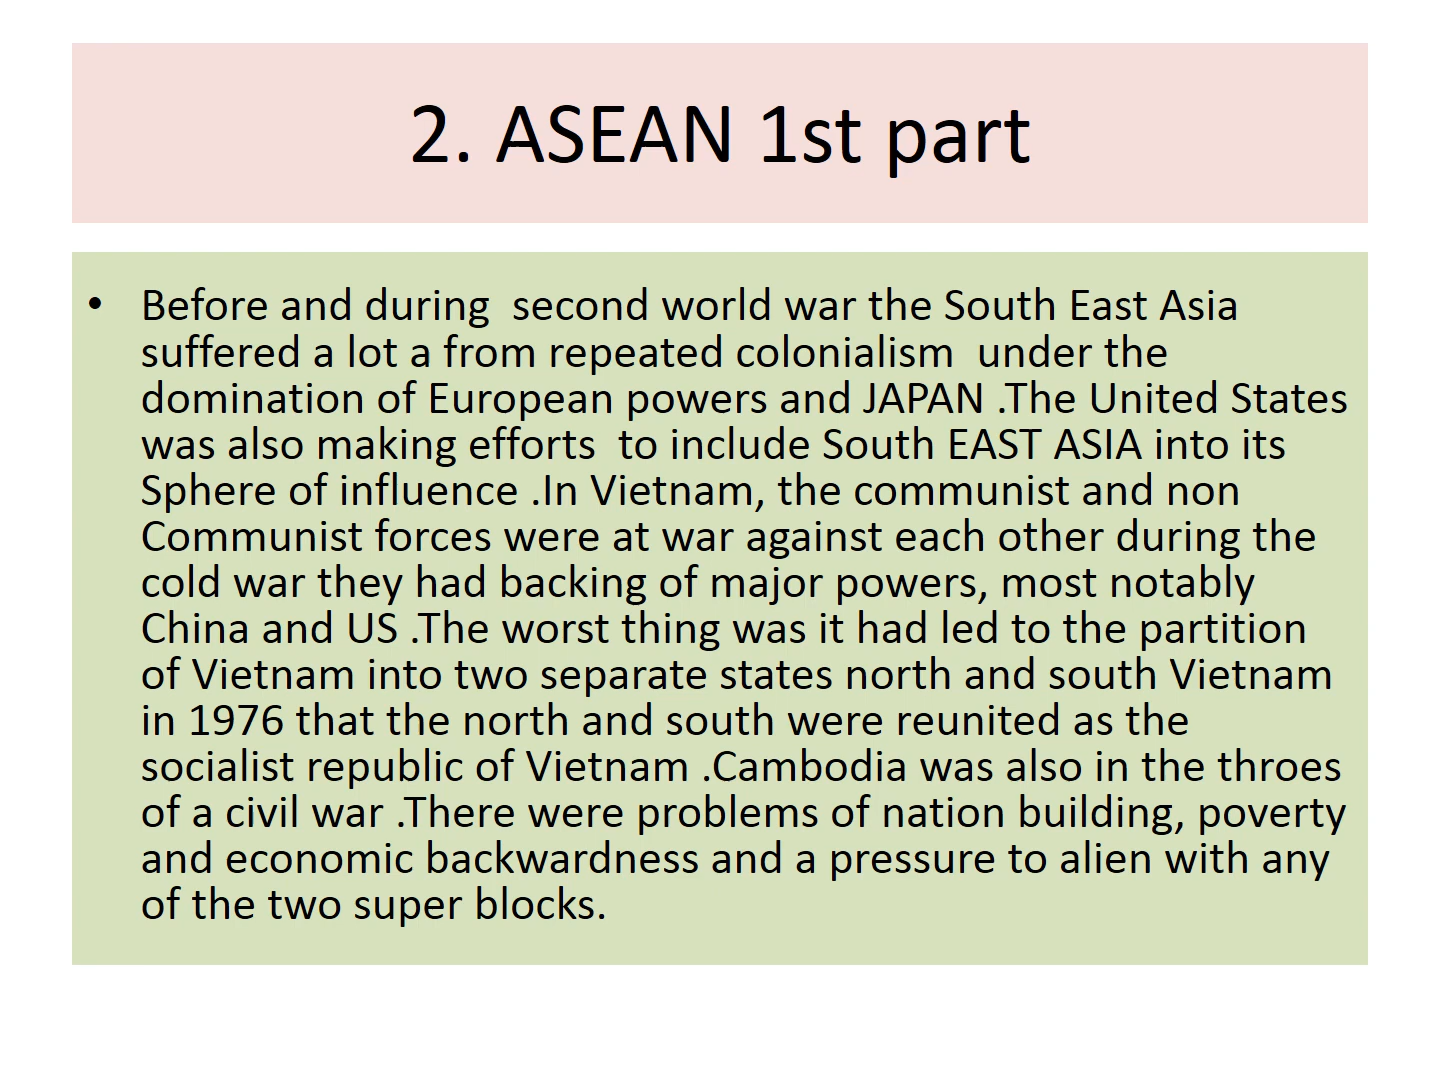 2. ASEAN 1st part
• Before and during  second world war the South East Asia
suffered a lot a from repeated colonialism  under the
domination of European powers and JAPAN .The United States
was also making efforts  to include South EAST ASIA into its
Sphere of influence .In Vietnam, the communist and non
Communist forces were at war against each other during the
cold war they had backing of major powers, most notably
China and US .The worst thing was it had led to the partition
of Vietnam into two separate states north and south Vietnam
in 1976 that the north and south were reunited as the
socialist republic of Vietnam .Cambodia was also in the throes
of a civil war .There were problems of nation building, poverty
and economic backwardness and a pressure to alien with any
of the two super blocks.